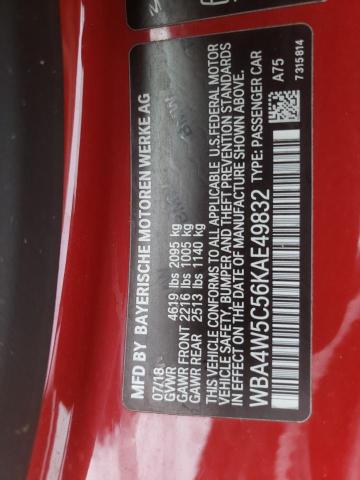 MFD BY BAYERISCHE MOTOREN WERKE AG
07/18
GVWR 4619 lbs 2095 kg
GAWR FRONT 2216 lbs 1005 kg
GAWR REAR 2513 lbs 1140 kg
THIS VEHICLE CONFORMS TO ALL APPLICABLE U.S.FEDERAL MOTOR
VEHICLE SAFETY, BUMPER AND THEFT PREVENTION STANDARDS
IN EFFECT ON THE DATE OF MANUFACTURE SHOWN ABOVE.
WBA4W5C56KAE49832 TYPE: PASSENGER CAR
A75
7315814